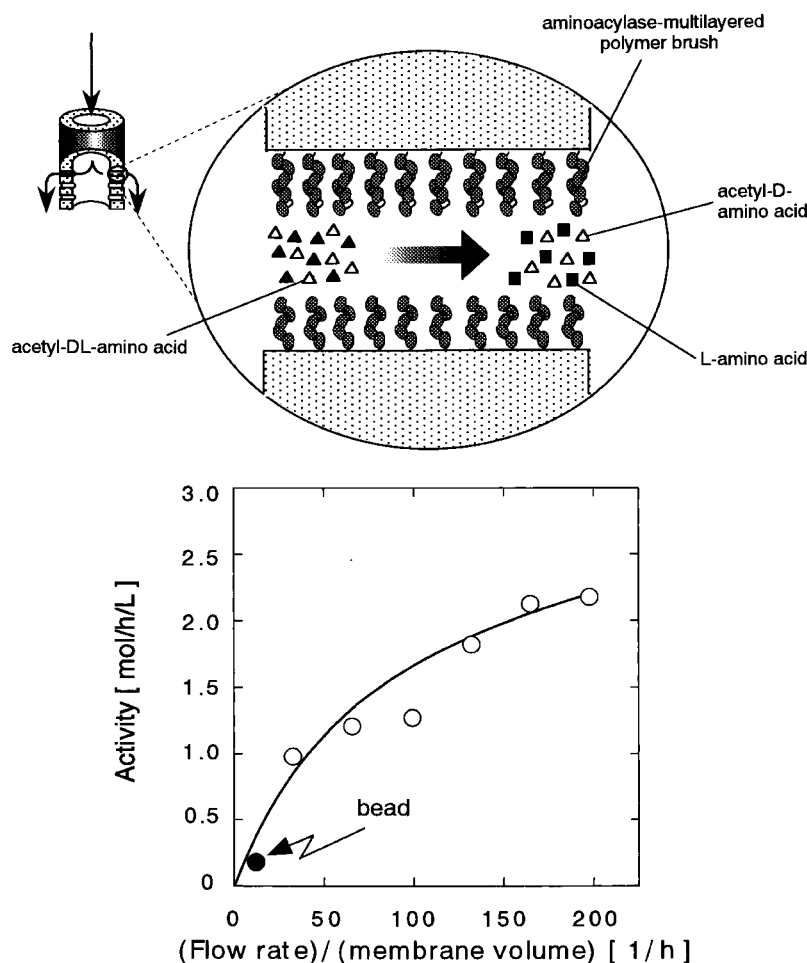 aminoacylase-multilayered
polymer brush
acetyl-D-
amino acid
acetyl-DL-amino acid
L-amino acid
3.0
2.5
2.0
1.5
1.0
0.5
0
Activity [ mol/h/L ]
bead
0 50 100 150 200
(Flow rate)/ (membrane volume) [ 1/h ]